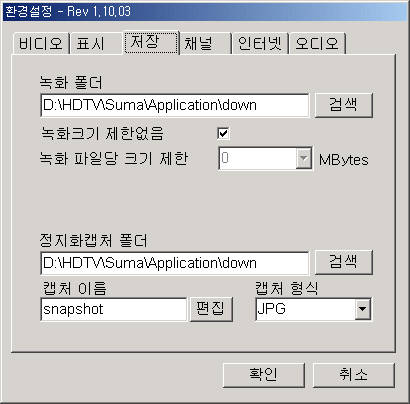 환경설정 - Rev 1,10,03
비디오 표시 저장 채널 인터넷 오디오
녹화 폴더
D:\HDTV\Suma\Application\down 검색
녹화크기 제한없음
녹화 파일당 크기 제한 0 MBytes
정지화캡처 폴더
D:\HDTV\Suma\Application\down 검색
캡처 이름 캡처 형식
snapshot 편집 JPG
확인 취소